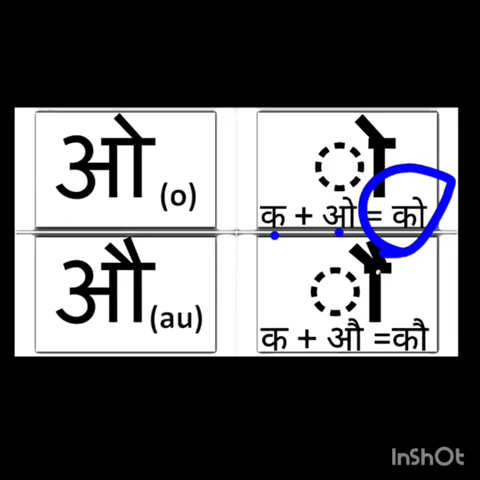 ओ (o)
ो
क + ओ = को
औ (au)
ौ
क + औ =कौ
InShOt